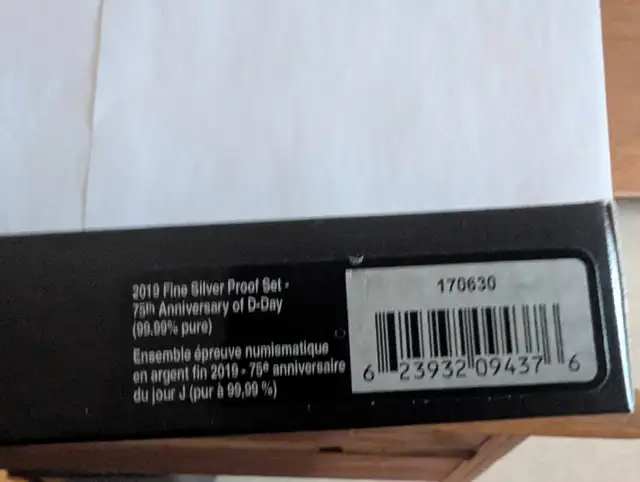 2019 Fine Silver Proof Set -
75th Anniversary of D-Day
(99.99% pure)
Ensemble épreuve numismatique
en argent fin 2019 - 75e anniversaire
du jour J (pur à 99,99 %)
170630
6 23932 09437 6